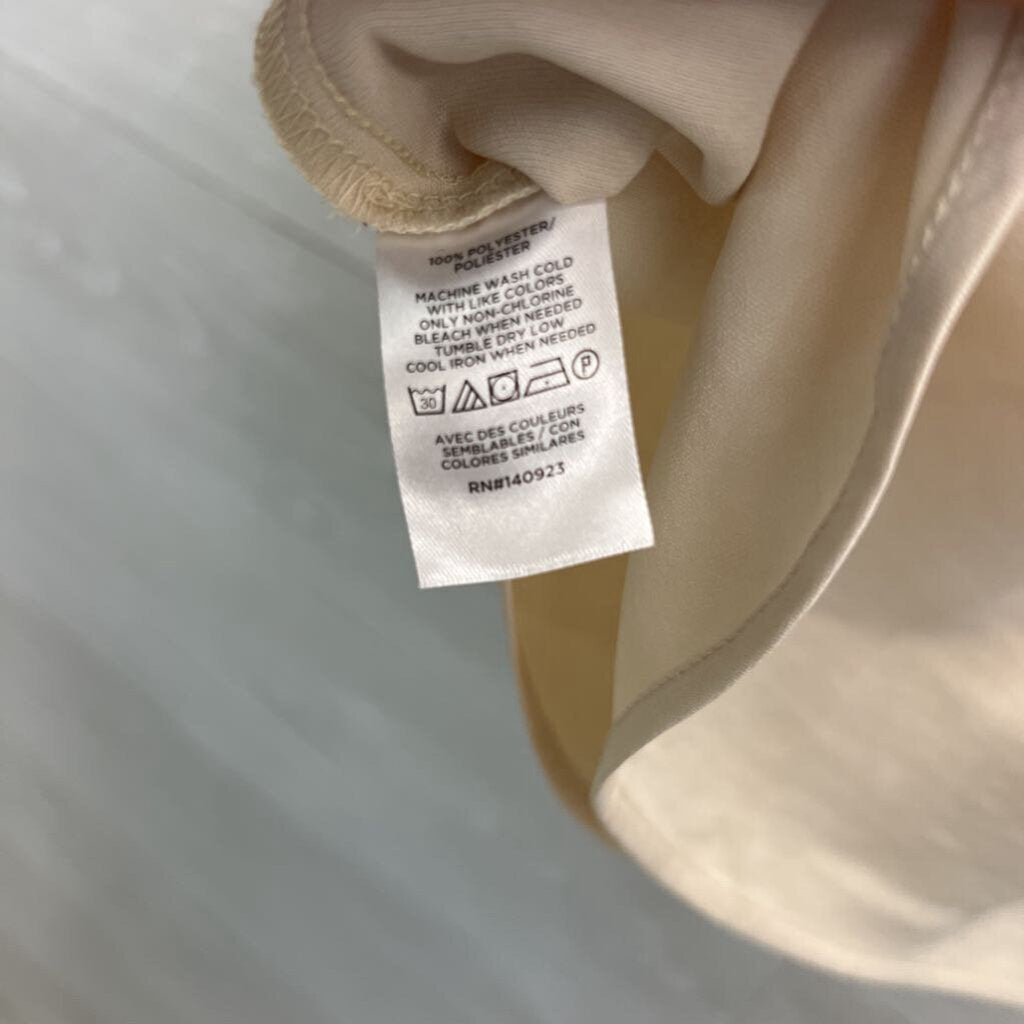 100% POLYESTER/
POLIÉSTER
MACHINE WASH COLD
WITH LIKE COLORS
ONLY NON-CHLORINE
BLEACH WHEN NEEDED
TUMBLE DRY LOW
COOL IRON WHEN NEEDED
30 P
AVEC DES COULEURS
SEMBLABLES / CON
COLORES SIMILARES
RN#140923